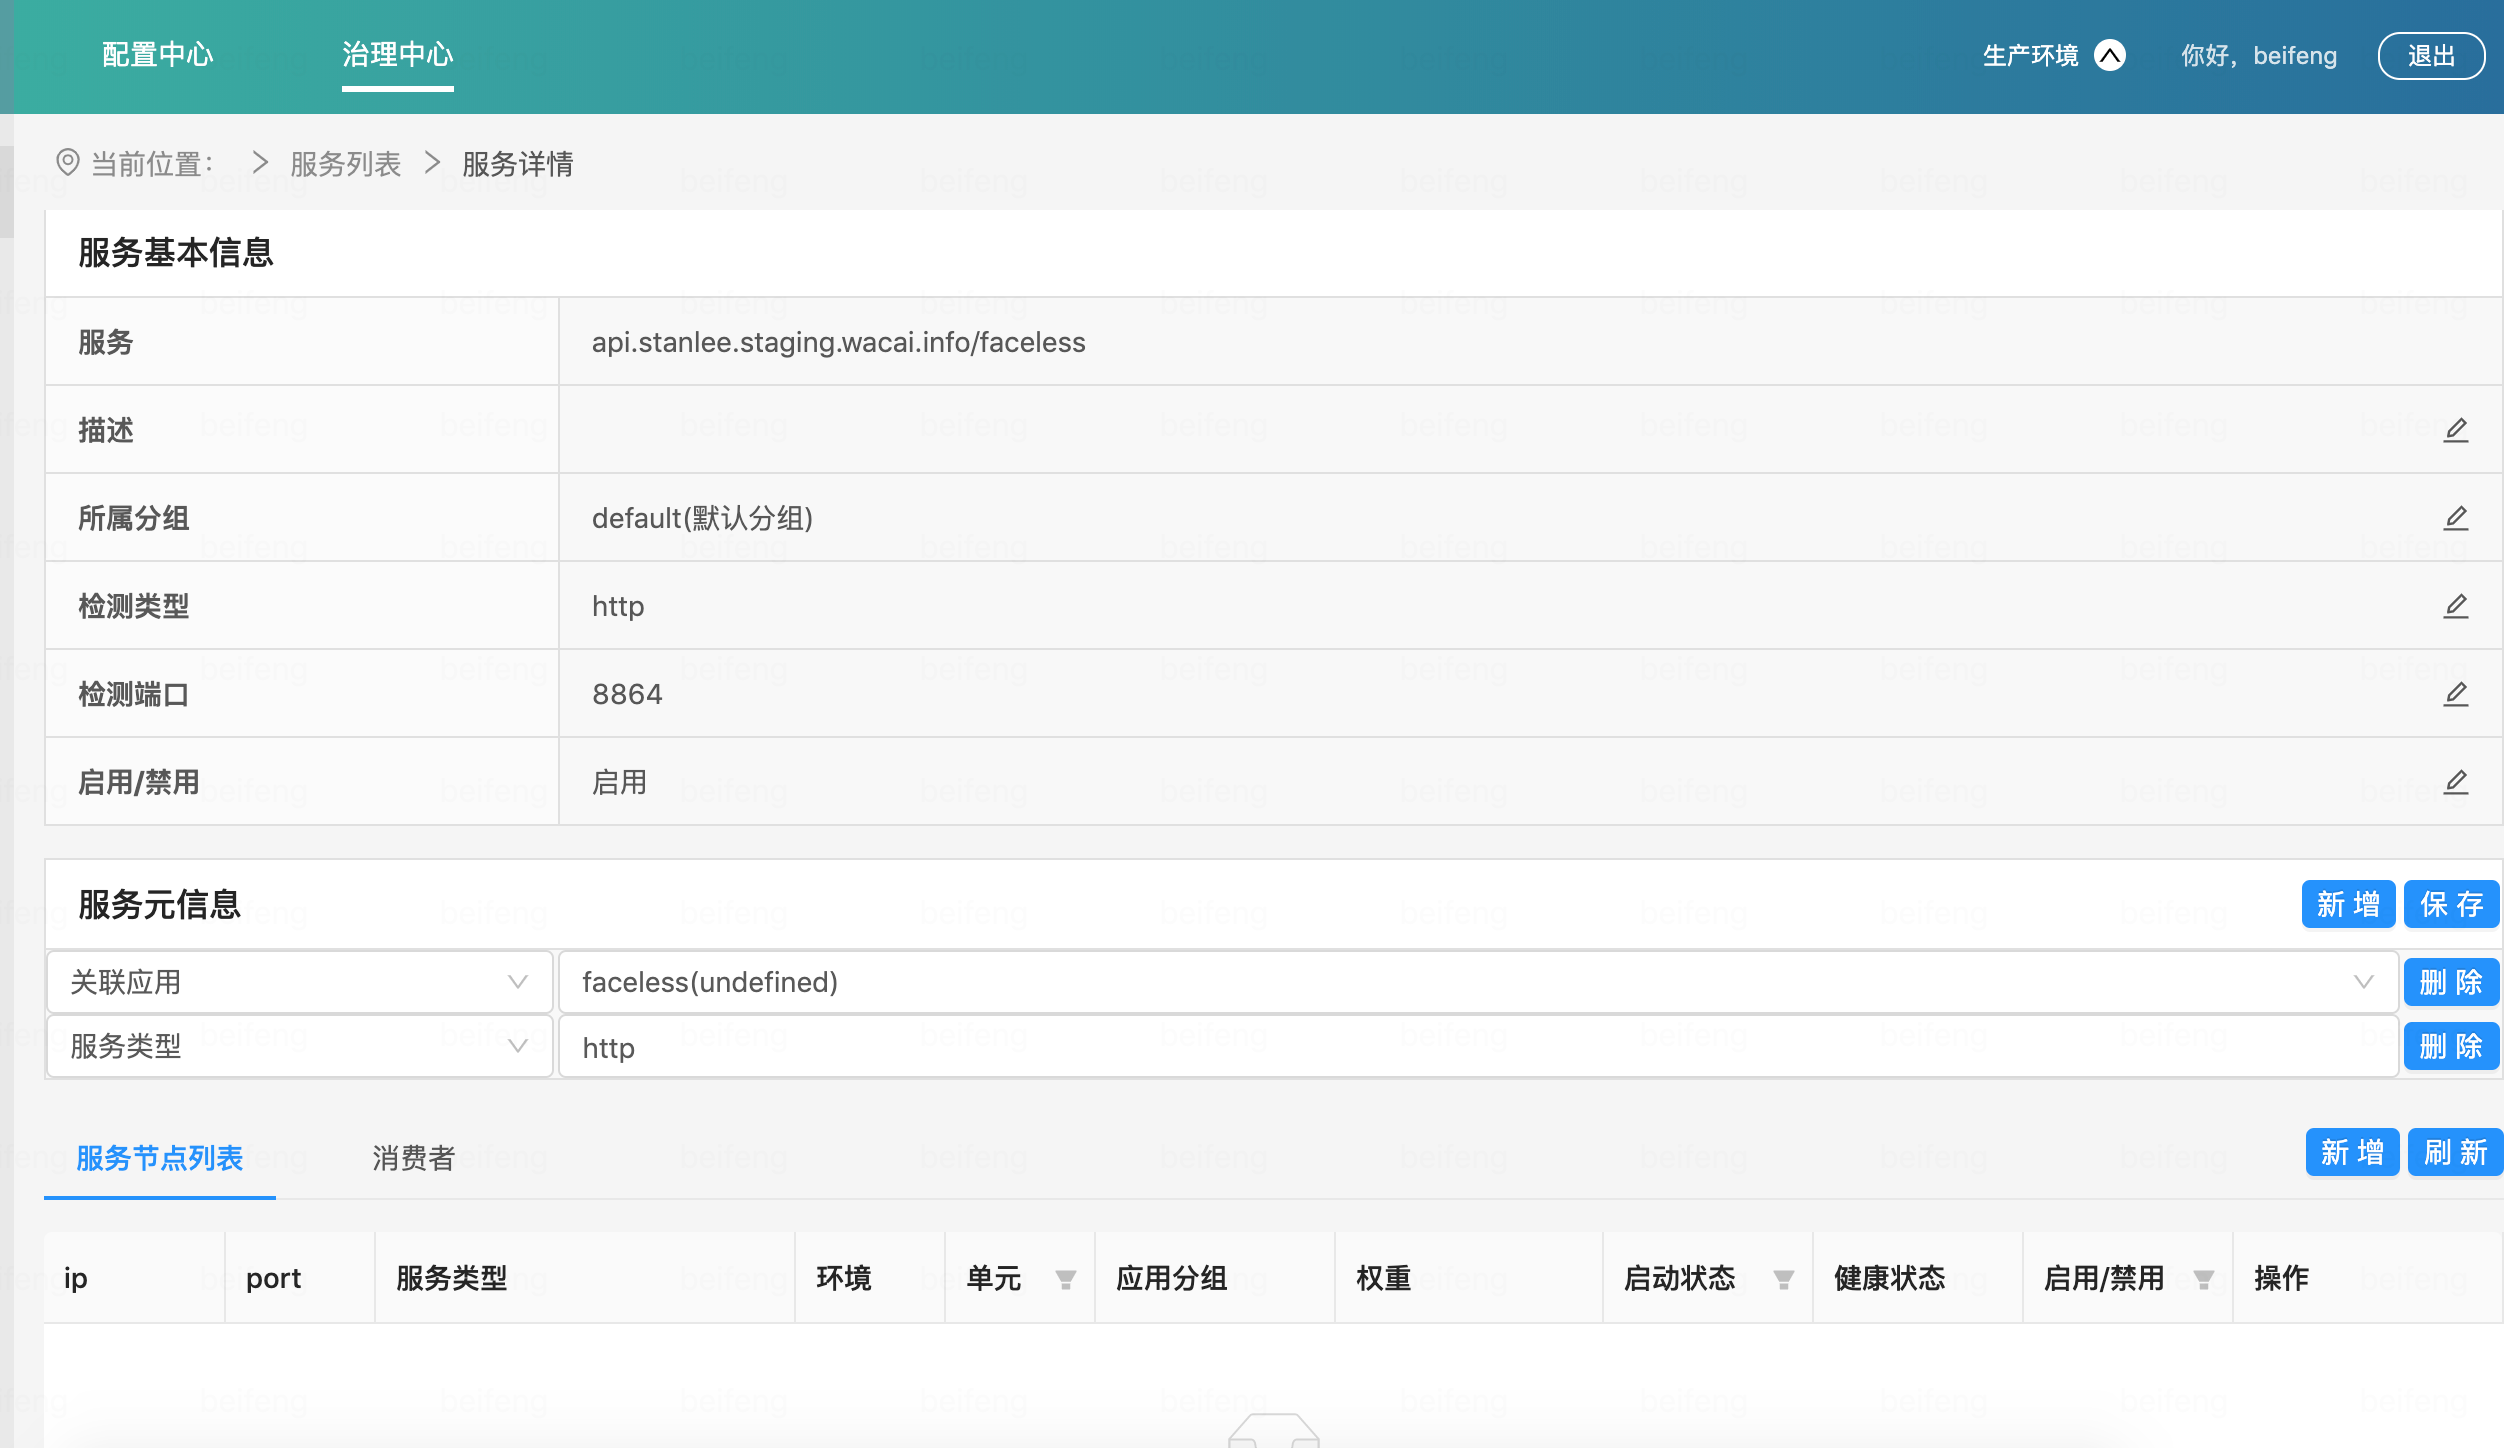 配置中心 治理中心 生产环境 你好，beifeng 退出
当前位置： > 服务列表 > 服务详情
服务基本信息
服务 api.stanlee.staging.wacai.info/faceless
描述
所属分组 default(默认分组)
检测类型 http
检测端口 8864
启用/禁用 启用
服务元信息 新增 保存
关联应用 faceless(undefined) 删除
服务类型 http 删除
服务节点列表 消费者 新增 刷新
ip port 服务类型 环境 单元 应用分组 权重 启动状态 健康状态 启用/禁用 操作